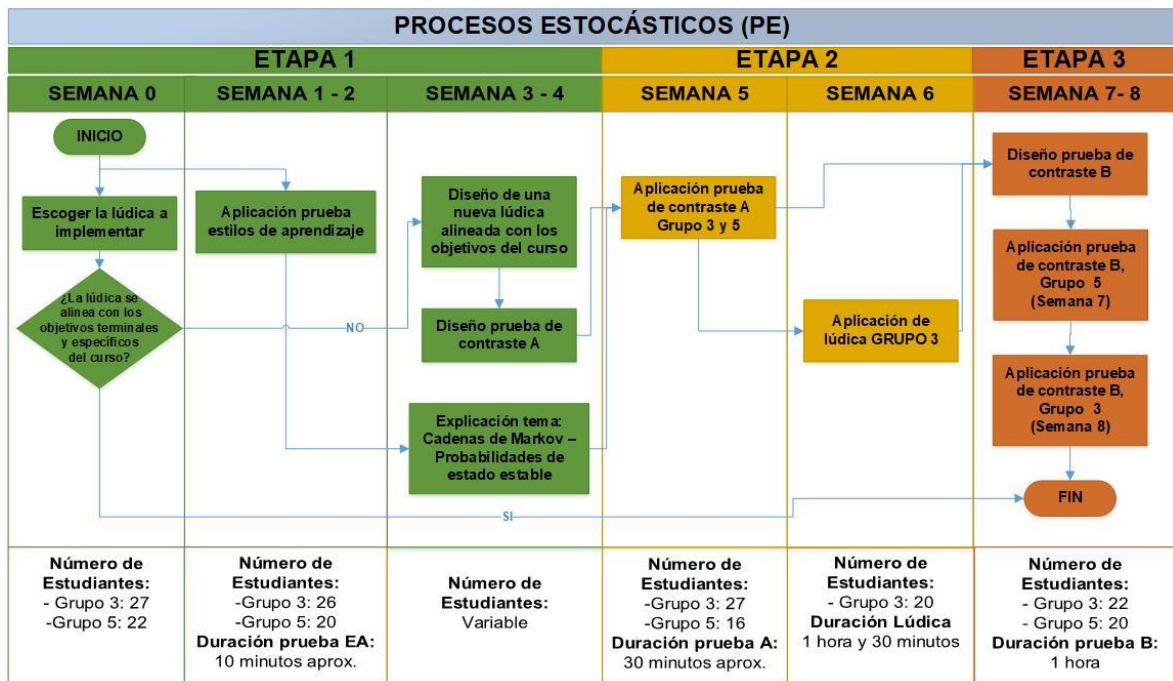 PROCESOS ESTOCÁSTICOS (PE)
ETAPA 1
ETAPA 2
ETAPA 3
SEMANA 0
SEMANA 1 - 2
SEMANA 3 - 4
SEMANA 5
SEMANA 6
SEMANA 7- 8
INICIO
Escoger la lúdica a
implementar
¿La lúdica se
alinea con los
objetivos terminales
y específicos
del curso?
Aplicación prueba
estilos de aprendizaje
NO
SI
Diseño de una
nueva lúdica
alineada con los
objetivos del curso
Diseño prueba de
contraste A
Explicación tema:
Cadenas de Markov –
Probabilidades de
estado estable
Aplicación prueba
de contraste A
Grupo 3 y 5
Aplicación de
lúdica GRUPO 3
Diseño prueba de
contraste B
Aplicación prueba
de contraste B,
Grupo 5
(Semana 7)
Aplicación prueba
de contraste B,
Grupo 3
(Semana 8)
FIN
Número de
Estudiantes:
- Grupo 3: 27
-Grupo 5: 22
Número de
Estudiantes:
-Grupo 3: 26
-Grupo 5: 20
Duración prueba EA:
10 minutos aprox.
Número de
Estudiantes:
Variable
Número de
Estudiantes:
-Grupo 3: 27
-Grupo 5: 16
Duración prueba A:
30 minutos aprox.
Número de
Estudiantes:
- Grupo 3: 20
Duración Lúdica
1 hora y 30 minutos
Número de
Estudiantes:
- Grupo 3: 22
- Grupo 5: 20
Duración prueba B:
1 hora